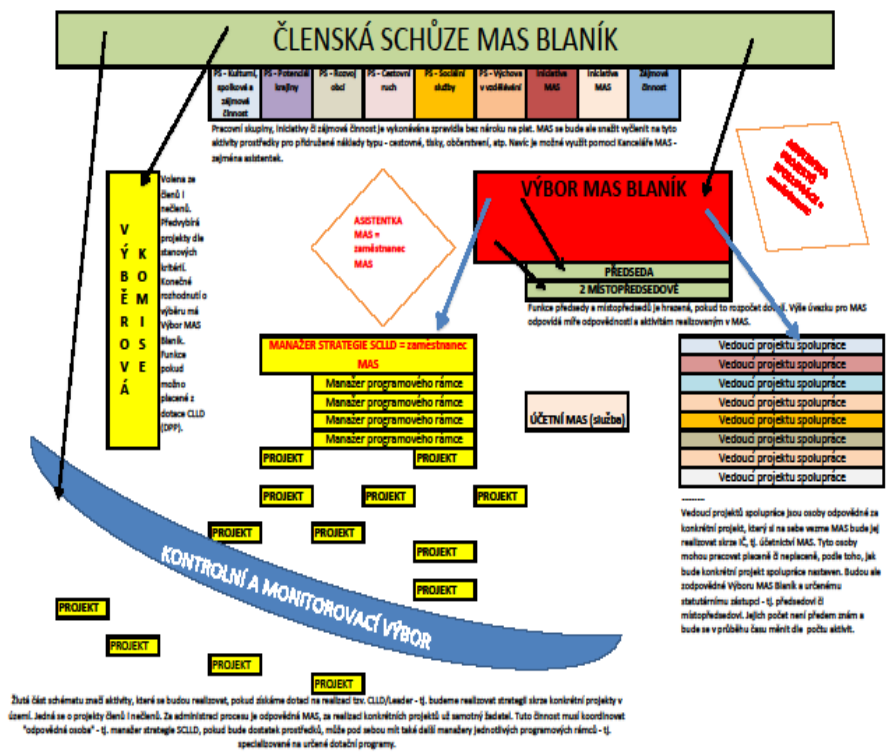 ČLENSKÁ SCHŮZE MAS BLANÍK
PS - Kulturní,
spolkové a
zájmová
činnost
PS - Potenciál
krajiny
PS - Rozvoj
obcí
PS - Cestovní
ruch
PS - Sociální
služby
PS - Výchova
v vzdělávání
Iniciativa
MAS
Iniciativa
MAS
Zájmová
činnost
Pracovní skupiny, iniciativy či zájmová činnost je vykonávána zpravidla bez nároku na plat. MAS se bude ale snažit vyčlenit na tyto
aktivity prostředky pro přidružené náklady typu - cestovné, tisky, občerstvení, atp. Navíc je možné využít pomoci Kanceláře MAS -
zejména asistentek.
VÝBĚROVÁ
KOMISE
Volena ze
členů i
nečlenů.
Předvybírá
projekty dle
stanových
kritérií.
Konečné
rozhodnutí o
výběru má
Výbor MAS
Blaník.
Funkce
pokud
možno
placené z
dotace CLLD
(DPP).
ASISTENTKA
MAS =
zaměstnanec
MAS
VÝBOR MAS BLANÍK
PŘEDSEDA
2 MÍSTOPŘEDSEDOVÉ
Funkce předsedy a místopředsedů je hrazená, pokud to rozpočet dovolí. Výše úvazku pro MAS
odpovídá míře odpovědnosti a aktivitám realizovaným v MAS.
ASISTENTKA
PROJEKTŮ
SPOLUPRÁCE =
zaměstnanec
MANAŽER STRATEGIE SCLLD = zaměstnanec
MAS
Manažer programového rámce
Manažer programového rámce
Manažer programového rámce
Manažer programového rámce
ÚČETNÍ MAS (služba)
Vedoucí projektu spolupráce
Vedoucí projektu spolupráce
Vedoucí projektu spolupráce
Vedoucí projektu spolupráce
Vedoucí projektu spolupráce
Vedoucí projektu spolupráce
Vedoucí projektu spolupráce
Vedoucí projektu spolupráce
--------
Vedoucí projektů spolupráce jsou osoby odpovědné za
konkrétní projekt, který si na sebe vezme MAS bude jej
realizovat skrze IČ, tj. účetnictví MAS. Tyto osoby
mohou pracovat placeně či neplaceně, podle toho, jak
bude konkrétní projekt spolupráce nastaven. Budou ale
zodpovědné Výboru MAS Blaník a určenému
statutárnímu zástupci - tj. předsedovi či
místopředsedovi. Jejich počet není předem znám a
bude se v průběhu času měnit dle počtu aktivit.
PROJEKT
PROJEKT
PROJEKT
PROJEKT
PROJEKT
PROJEKT
PROJEKT
PROJEKT
PROJEKT
PROJEKT
PROJEKT
PROJEKT
PROJEKT
KONTROLNÍ A MONITOROVACÍ VÝBOR
Žlutá část schématu značí aktivity, které se budou realizovat, pokud získáme dotaci na realizaci tzv. CLLD/Leader - tj. budeme realizovat strategii skrze konkrétní projekty v
území. Jedná se o projekty členů i nečlenů. Za administraci procesu je odpovědná MAS, za realizaci konkrétních projektů už samotný žadatel. Tuto činnost musí koordinovat
"odpovědná osoba" - tj. manažer strategie SCLLD, pokud bude dostatek prostředků, může pod sebou mít také další manažery jednotlivých programových rámců - tj.
specializované na určené dotační programy.